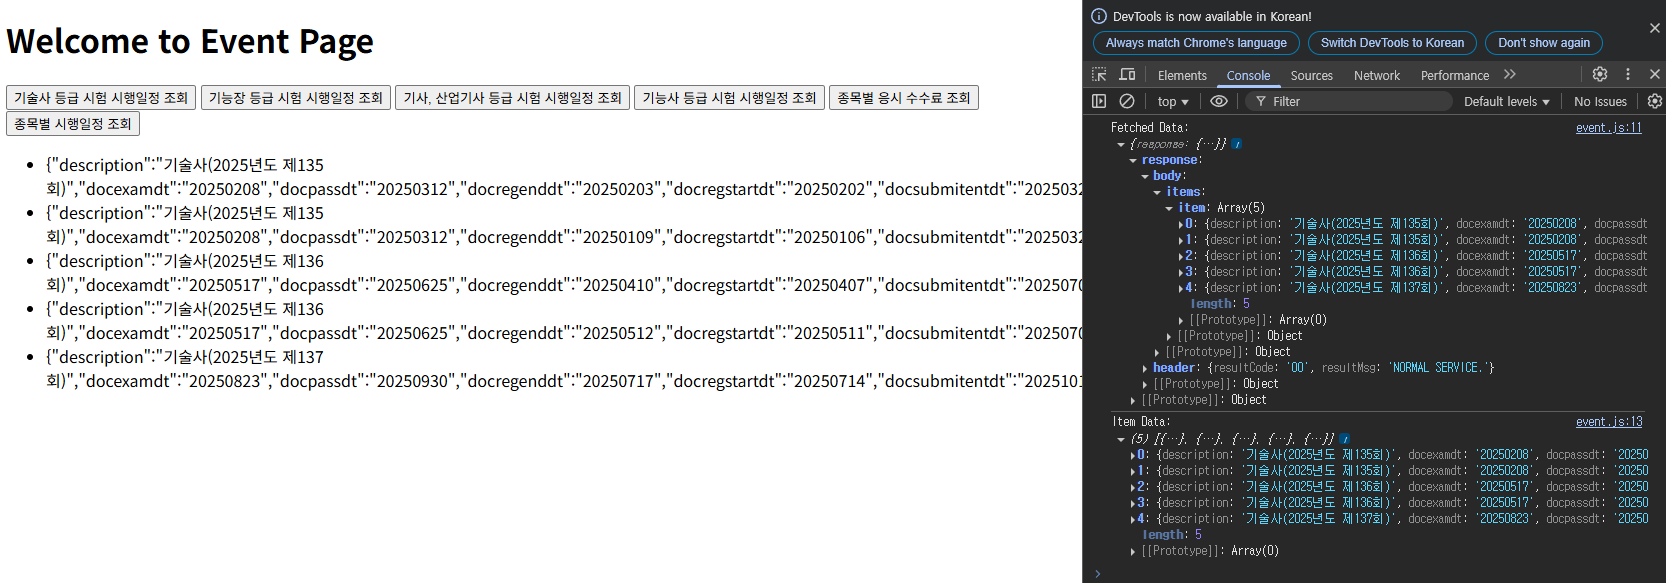 Welcome to Event Page
기술사 등급 시험 시행일정 조회 기능장 등급 시험 시행일정 조회 기사, 산업기사 등급 시험 시행일정 조회 기능사 등급 시험 시행일정 조회 종목별 응시 수수료 조회
종목별 시행일정 조회
{"description":"기술사(2025년도 제135
회)","docexamdt":"20250208","docpassdt":"20250312","docregenddt":"20250203","docregstartdt":"20250202","docsubmitentdt":"2025032
{"description":"기술사(2025년도 제135
회)","docexamdt":"20250208","docpassdt":"20250312","docregenddt":"20250109","docregstartdt":"20250106","docsubmitentdt":"2025032
{"description":"기술사(2025년도 제136
회)","docexamdt":"20250517","docpassdt":"20250625","docregenddt":"20250410","docregstartdt":"20250407","docsubmitentdt":"2025070
{"description":"기술사(2025년도 제136
회)","docexamdt":"20250517","docpassdt":"20250625","docregenddt":"20250512","docregstartdt":"20250511","docsubmitentdt":"2025070
{"description":"기술사(2025년도 제137
회)","docexamdt":"20250823","docpassdt":"20250930","docregenddt":"20250717","docregstartdt":"20250714","docsubmitentdt":"2025101
DevTools is now available in Korean!
Always match Chrome's language Switch DevTools to Korean Don't show again
Elements Console Sources Network Performance
top Filter Default levels No Issues
Fetched Data: event.js:11
{response: {…}}
response:
body:
items:
item: Array(5)
0: {description: '기술사(2025년도 제135회)', docexamdt: '20250208', docpassdt
1: {description: '기술사(2025년도 제135회)', docexamdt: '20250208', docpassdt
2: {description: '기술사(2025년도 제136회)', docexamdt: '20250517', docpassdt
3: {description: '기술사(2025년도 제136회)', docexamdt: '20250517', docpassdt
4: {description: '기술사(2025년도 제137회)', docexamdt: '20250823', docpassdt
length: 5
[[Prototype]]: Array(0)
[[Prototype]]: Object
[[Prototype]]: Object
header: {resultCode: '00', resultMsg: 'NORMAL SERVICE.'}
[[Prototype]]: Object
[[Prototype]]: Object
Item Data: event.js:13
(5) [{…}, {…}, {…}, {…}, {…}]
0: {description: '기술사(2025년도 제135회)', docexamdt: '20250208', docpassdt: '20250
1: {description: '기술사(2025년도 제135회)', docexamdt: '20250208', docpassdt: '20250
2: {description: '기술사(2025년도 제136회)', docexamdt: '20250517', docpassdt: '20250
3: {description: '기술사(2025년도 제136회)', docexamdt: '20250517', docpassdt: '20250
4: {description: '기술사(2025년도 제137회)', docexamdt: '20250823', docpassdt: '20250
length: 5
[[Prototype]]: Array(0)